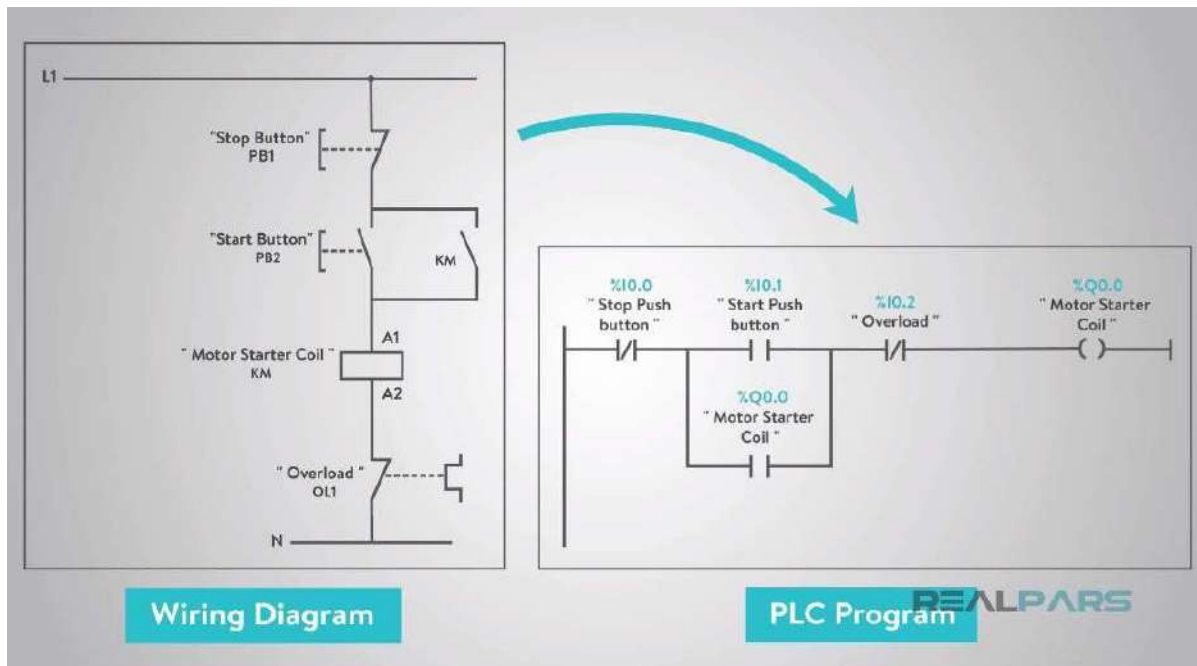 L1
"Stop Button"
PB1
"Start Button"
PB2
KM
A1
" Motor Starter Coil "
KM
A2
" Overload "
OL1
N
Wiring Diagram
%I0.0
" Stop Push
button "
%I0.1
" Start Push
button "
%I0.2
" Overload "
%Q0.0
" Motor Starter
Coil "
%Q0.0
" Motor Starter
Coil "
PLC Program
REALPARS